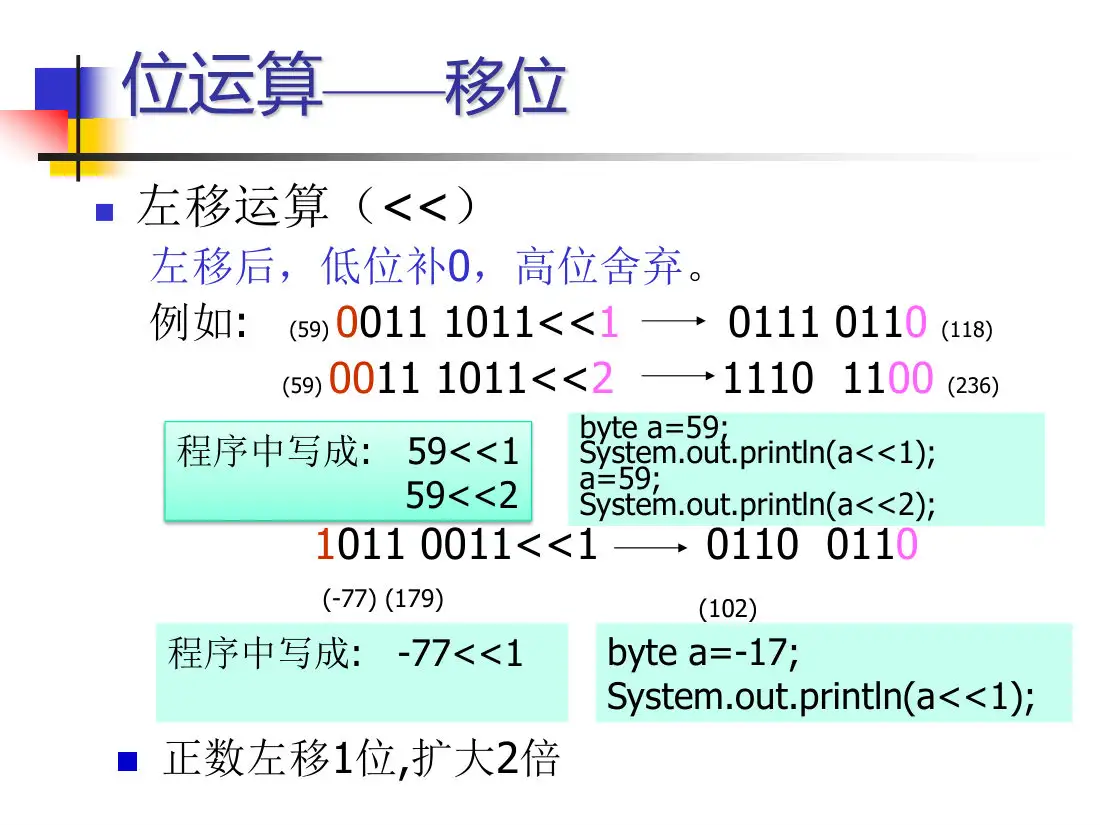 位运算——移位
左移运算（<<）
左移后，低位补0，高位舍弃。
例如: (59) 0011 1011<<1 0111 0110 (118)
(59) 0011 1011<<2 1110 1100 (236)
程序中写成: 59<<1
59<<2
byte a=59;
System.out.println(a<<1);
a=59;
System.out.println(a<<2);
1011 0011<<1 0110 0110
(-77) (179) (102)
程序中写成: -77<<1
byte a=-17;
System.out.println(a<<1);
正数左移1位,扩大2倍